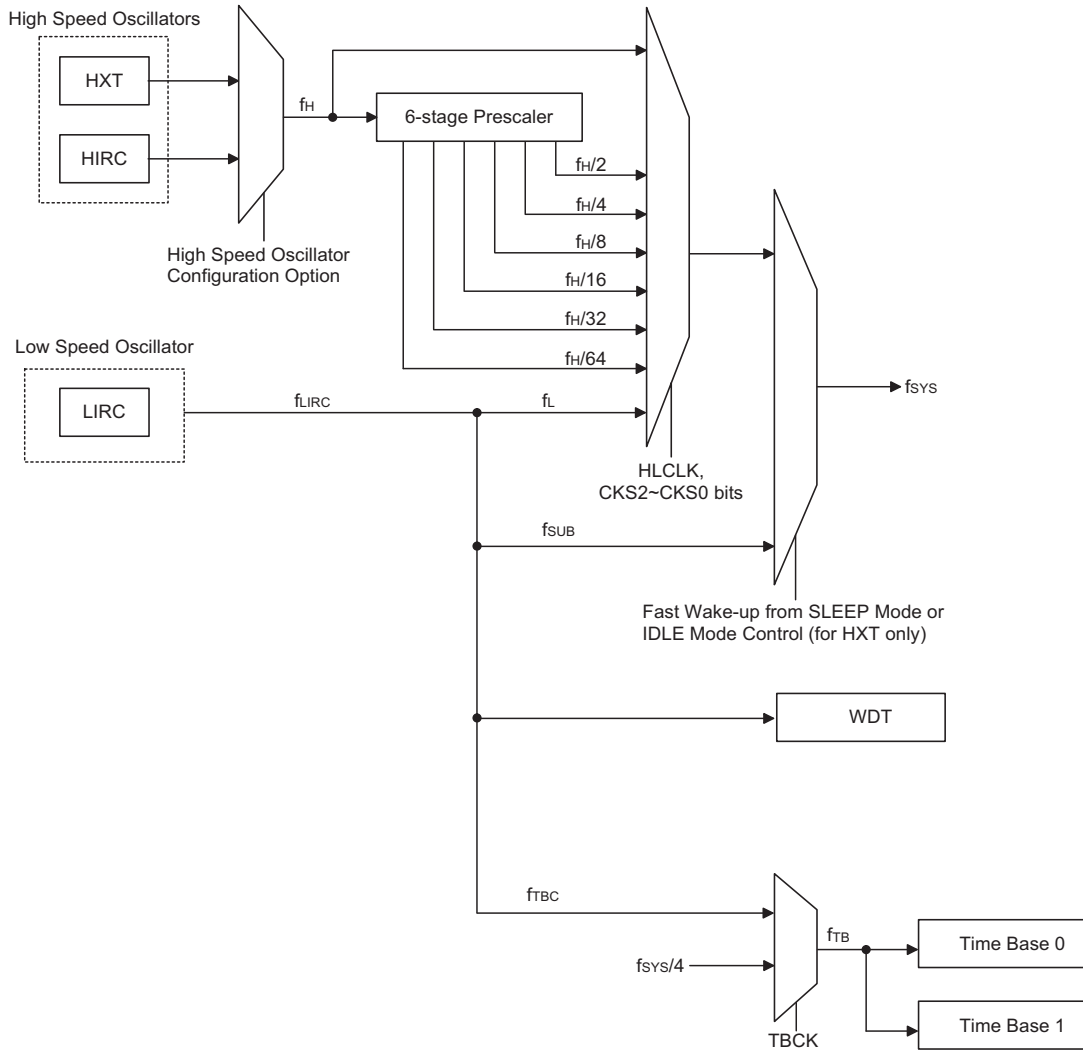 High Speed Oscillators
HXT
HIRC
fH
6-stage Prescaler
fH/2
fH/4
fH/8
fH/16
fH/32
fH/64
High Speed Oscillator
Configuration Option
Low Speed Oscillator
LIRC
fLIRC
fL
HLCLK,
CKS2~CKS0 bits
fSYS
fSUB
Fast Wake-up from SLEEP Mode or
IDLE Mode Control (for HXT only)
WDT
fTBC
fSYS/4
fTB
TBCK
Time Base 0
Time Base 1